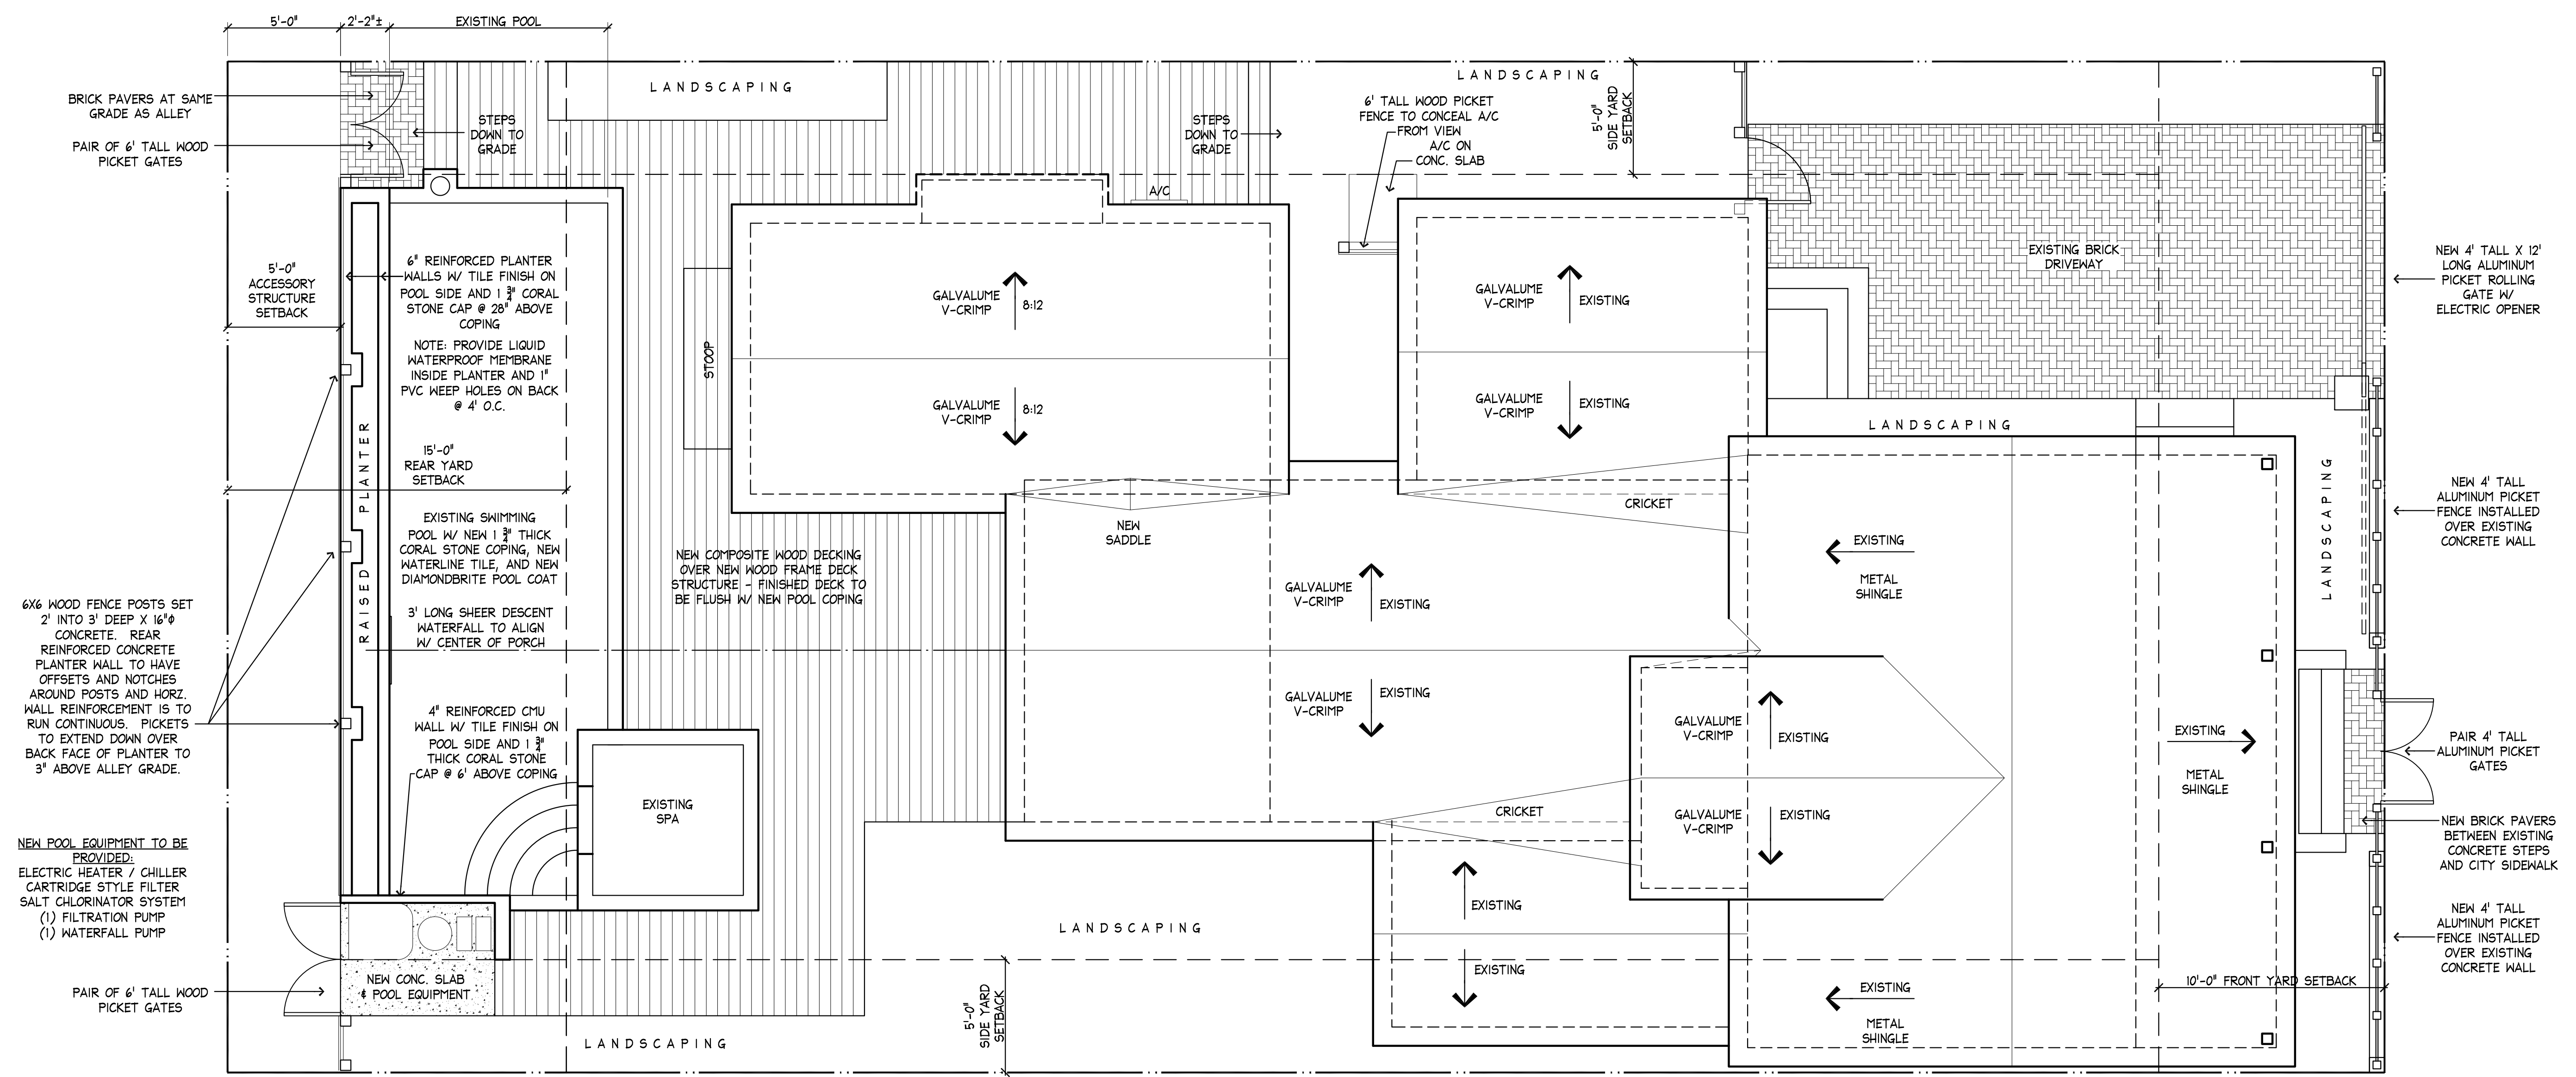 5'-0"
2'-2"±
EXISTING POOL
BRICK PAVERS AT SAME
GRADE AS ALLEY
PAIR OF 6' TALL WOOD
PICKET GATES
STEPS
DOWN TO
GRADE
LANDSCAPING
STEPS
DOWN TO
GRADE
LANDSCAPING
6' TALL WOOD PICKET
FENCE TO CONCEAL A/C
FROM VIEW
A/C ON
CONC. SLAB
5'-0"
SIDE YARD
SETBACK
A/C
5'-0"
ACCESSORY
STRUCTURE
SETBACK
6" REINFORCED PLANTER
WALLS W/ TILE FINISH ON
POOL SIDE AND 1 3/4" CORAL
STONE CAP @ 28" ABOVE
COPING
NOTE: PROVIDE LIQUID
WATERPROOF MEMBRANE
INSIDE PLANTER AND 1"
PVC WEEP HOLES ON BACK
@ 4' O.C.
15'-0"
REAR YARD
SETBACK
RAISED PLANTER
EXISTING SWIMMING
POOL W/ NEW 1 3/4" THICK
CORAL STONE COPING, NEW
WATERLINE TILE, AND NEW
DIAMONDBRITE POOL COAT
3' LONG SHEER DESCENT
WATERFALL TO ALIGN
W/ CENTER OF PORCH
4" REINFORCED CMU
WALL W/ TILE FINISH ON
POOL SIDE AND 1 3/4"
THICK CORAL STONE
CAP @ 6' ABOVE COPING
6X6 WOOD FENCE POSTS SET
2' INTO 3' DEEP X 16"ϕ
CONCRETE. REAR
REINFORCED CONCRETE
PLANTER WALL TO HAVE
OFFSETS AND NOTCHES
AROUND POSTS AND HORZ.
WALL REINFORCEMENT IS TO
RUN CONTINUOUS. PICKETS
TO EXTEND DOWN OVER
BACK FACE OF PLANTER TO
3" ABOVE ALLEY GRADE.
NEW POOL EQUIPMENT TO BE
PROVIDED:
ELECTRIC HEATER / CHILLER
CARTRIDGE STYLE FILTER
SALT CHLORINATOR SYSTEM
(1) FILTRATION PUMP
(1) WATERFALL PUMP
PAIR OF 6' TALL WOOD
PICKET GATES
NEW CONC. SLAB
& POOL EQUIPMENT
EXISTING
SPA
STOOP
NEW COMPOSITE WOOD DECKING
OVER NEW WOOD FRAME DECK
STRUCTURE - FINISHED DECK TO
BE FLUSH W/ NEW POOL COPING
GALVALUME
V-CRIMP
8:12
GALVALUME
V-CRIMP
8:12
NEW
SADDLE
GALVALUME
V-CRIMP
EXISTING
GALVALUME
V-CRIMP
EXISTING
GALVALUME
V-CRIMP
EXISTING
GALVALUME
V-CRIMP
EXISTING
CRICKET
CRICKET
EXISTING
METAL
SHINGLE
GALVALUME
V-CRIMP
EXISTING
GALVALUME
V-CRIMP
EXISTING
EXISTING
EXISTING
EXISTING
METAL
SHINGLE
EXISTING
METAL
SHINGLE
LANDSCAPING
LANDSCAPING
5'-0"
SIDE YARD
SETBACK
EXISTING BRICK
DRIVEWAY
LANDSCAPING
LANDSCAPING
10'-0" FRONT YARD SETBACK
NEW 4' TALL X 12'
LONG ALUMINUM
PICKET ROLLING
GATE W/
ELECTRIC OPENER
NEW 4' TALL
ALUMINUM PICKET
FENCE INSTALLED
OVER EXISTING
CONCRETE WALL
PAIR 4' TALL
ALUMINUM PICKET
GATES
NEW BRICK PAVERS
BETWEEN EXISTING
CONCRETE STEPS
AND CITY SIDEWALK
NEW 4' TALL
ALUMINUM PICKET
FENCE INSTALLED
OVER EXISTING
CONCRETE WALL